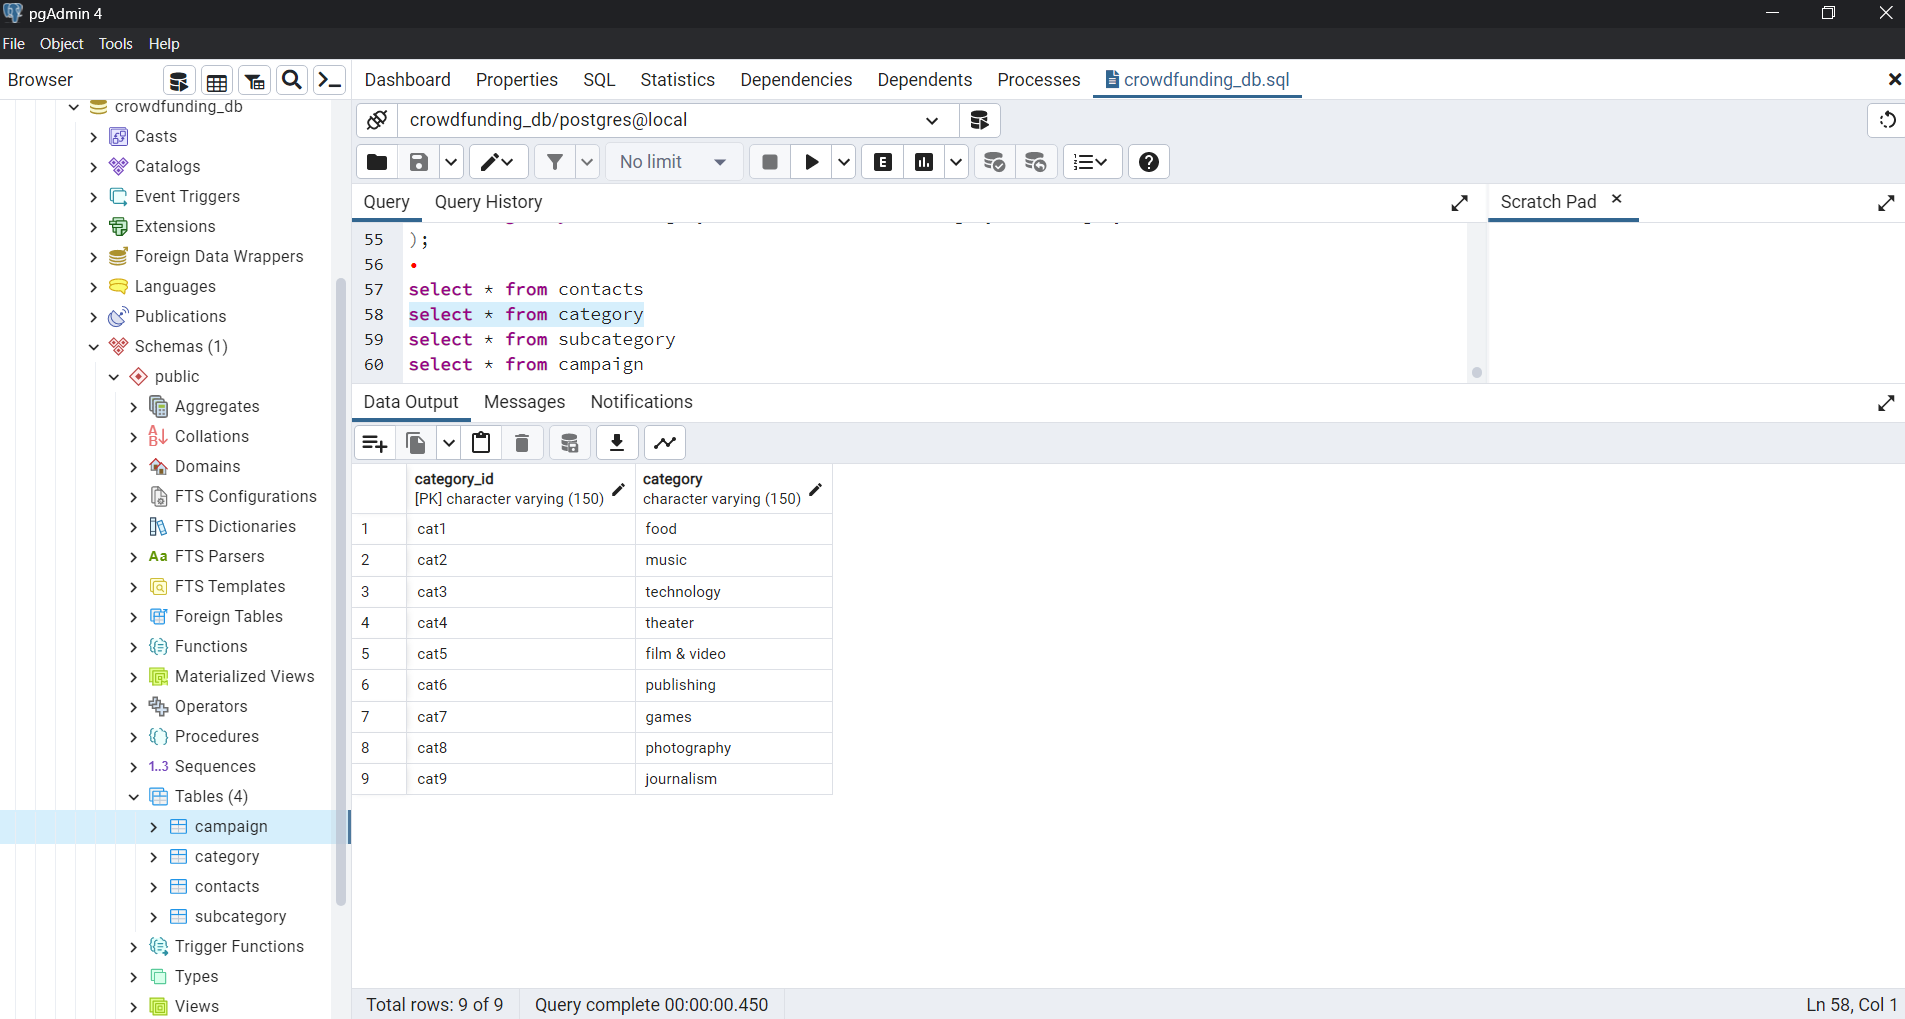 pgAdmin 4
File Object Tools Help
Browser
Dashboard Properties SQL Statistics Dependencies Dependents Processes crowdfunding_db.sql
crowdfunding_db
Casts
Catalogs
Event Triggers
Extensions
Foreign Data Wrappers
Languages
Publications
Schemas (1)
public
Aggregates
Collations
Domains
FTS Configurations
FTS Dictionaries
Aa FTS Parsers
FTS Templates
Foreign Tables
Functions
Materialized Views
Operators
Procedures
1..3 Sequences
Tables (4)
campaign
category
contacts
subcategory
Trigger Functions
Types
Views
crowdfunding_db/postgres@local
No limit
E
Query Query History
Scratch Pad
55 );
56
57 select * from contacts
58 select * from category
59 select * from subcategory
60 select * from campaign
Data Output Messages Notifications
category_id category
[PK] character varying (150) character varying (150)
1 cat1 food
2 cat2 music
3 cat3 technology
4 cat4 theater
5 cat5 film & video
6 cat6 publishing
7 cat7 games
8 cat8 photography
9 cat9 journalism
Total rows: 9 of 9 Query complete 00:00:00.450 Ln 58, Col 1